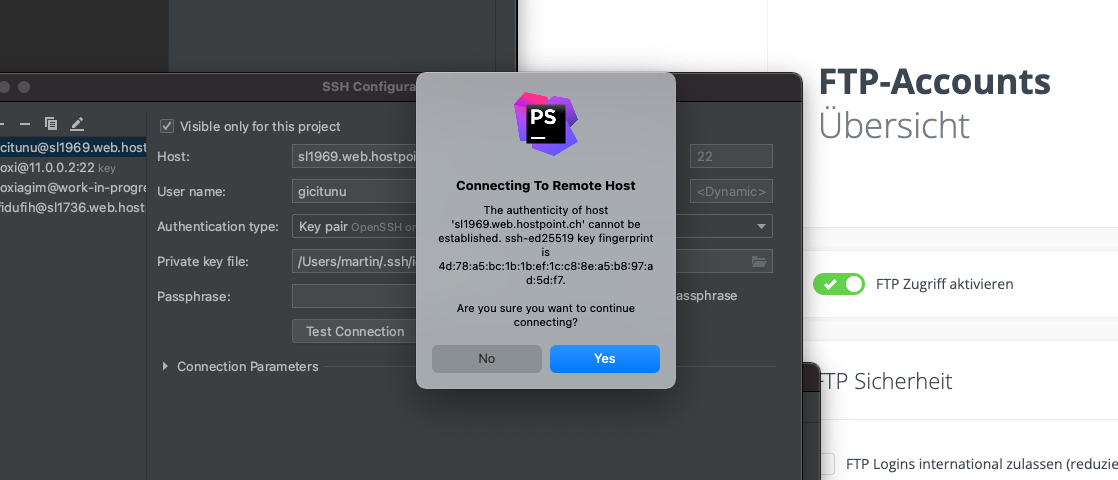 SSH Configura
Visible only for this project
Host:
sl1969.web.hostpoi
22
User name:
gicitunu
<Dynamic>
Authentication type:
Key pair OpenSSH or
Private key file:
/Users/martin/.ssh/i
Passphrase:
assphrase
Test Connection
Connection Parameters
citunu@sl1969.web.host
oxi@11.0.0.2:22 key
oxiagim@work-in-progre
fidufih@sl1736.web.host
PS
Connecting To Remote Host
The authenticity of host
'sl1969.web.hostpoint.ch' cannot be
established. ssh-ed25519 key fingerprint
is
4d:78:a5:bc:1b:1b:ef:1c:c8:8e:a5:b8:97:a
d:5d:f7.
Are you sure you want to continue
connecting?
No
Yes
FTP-Accounts
Übersicht
FTP Zugriff aktivieren
FTP Sicherheit
FTP Logins international zulassen (reduzie